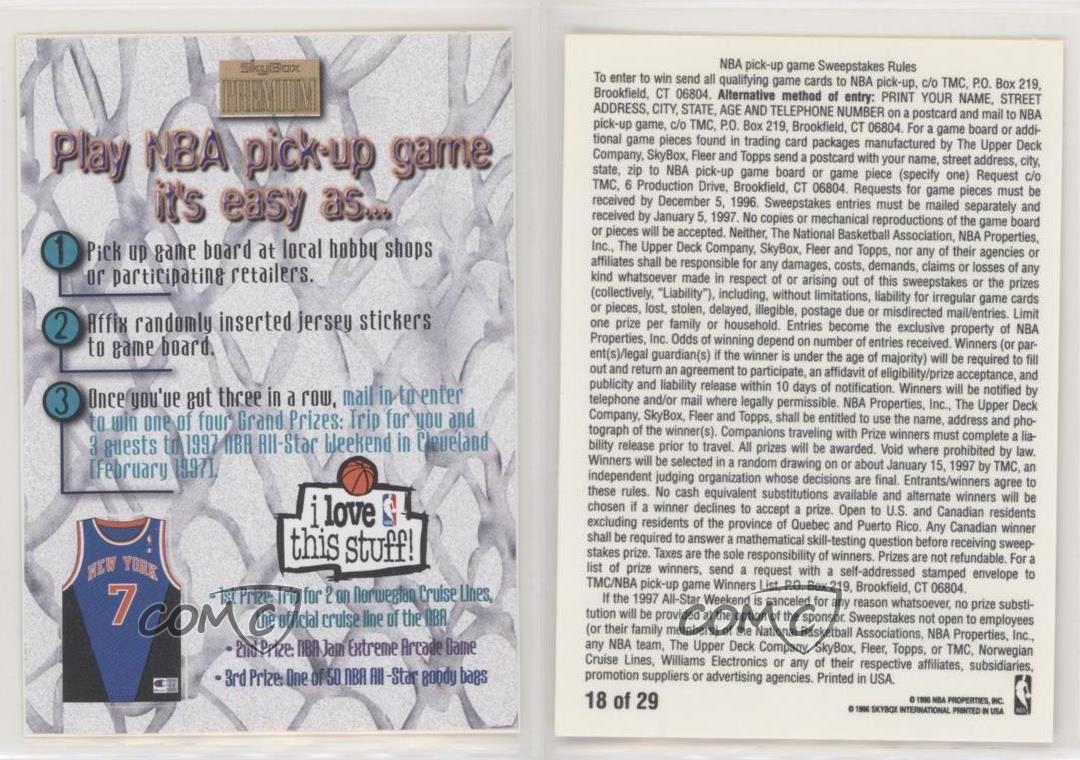 SkyBox
PREMIUM
Play NBA pick-up game
it's easy as...
1 Pick up game board at local hobby shops
or participating retailers.
2 Affix randomly inserted jersey stickers
to game board.
3 Once you've got three in a row, mail in to enter
to win one of four Grand Prizes: Trip for you and
3 guests to 1997 NBA All-Star Weekend in Cleveland
(February 1997).
i love
this stuff!
NEW YORK
7
Champion
1st Prize: Trip for 2 on Norwegian Cruise Lines,
the official cruise line of the NBA
• 2nd Prize: NBA Jam Extreme Arcade Game
• 3rd Prize: One of 50 NBA All -Star goody bags
COMC
NBA pick-up game Sweepstakes Rules
To enter to win send all qualifying game cards to NBA pick-up, c/o TMC, P.O. Box 219,
Brookfield, CT 06804. Alternative method of entry: PRINT YOUR NAME, STREET
ADDRESS, CITY, STATE, AGE AND TELEPHONE NUMBER on a postcard and mail to NBA
pick-up game, c/o TMC, P.O. Box 219, Brookfield, CT 06804. For a game board or addi-
tional game pieces found in trading card packages manufactured by The Upper Deck
Company, SkyBox, Fleer and Topps send a postcard with your name, street address, city,
state, zip to NBA pick-up game board or game piece (specify one) Request c/o
TMC, 6 Production Drive, Brookfield, CT 06804. Requests for game pieces must be
received by December 5, 1996. Sweepstakes entries must be mailed separately and
received by January 5, 1997. No copies or mechanical reproductions of the game board
or pieces will be accepted. Neither, The National Basketball Association, NBA Properties,
Inc., The Upper Deck Company, SkyBox, Fleer and Topps, nor any of their agencies or
affiliates shall be responsible for any damages, costs, demands, claims or losses of any
kind whatsoever made in respect of or arising out of this sweepstakes or the prizes
(collectively, "Liability"), including, without limitations, liability for irregular game cards
or pieces, lost, stolen, delayed, illegible, postage due or misdirected mail/entries. Limit
one prize per family or household. Entries become the exclusive property of NBA
Properties, Inc. Odds of winning depend on number of entries received. Winners (or par-
ent(s)/legal guardian(s) if the winner is under the age of majority) will be required to fill
out and return an agreement to participate, an affidavit of eligibility/prize acceptance, and
publicity and liability release within 10 days of notification. Winners will be notified by
telephone and/or mail where legally permissible. NBA Properties, Inc., The Upper Deck
Company, SkyBox, Fleer and Topps, shall be entitled to use the name, address and pho-
tograph of the winner(s). Companions traveling with Prize winners must complete a lia-
bility release prior to travel. All prizes will be awarded. Void where prohibited by law.
Winners will be selected in a random drawing on or about January 15, 1997 by TMC, an
independent judging organization whose decisions are final. Entrants/winners agree to
these rules. No cash equivalent substitutions available and alternate winners will be
chosen if a winner declines to accept a prize. Open to U.S. and Canadian residents
excluding residents of the province of Quebec and Puerto Rico. Any Canadian winner
shall be required to answer a mathematical skill-testing question before receiving sweep-
stakes prize. Taxes are the sole responsibility of winners. Prizes are not refundable. For a
list of prize winners, send a request with a self-addressed stamped envelope to
TMC/NBA pick-up game Winners List, P.O. Box 219, Brookfield, CT 06804.
If the 1997 All-Star Weekend is canceled for any reason whatsoever, no prize substi-
tution will be provided at the of the sponsor. Sweepstakes not open to employees
(or their family members) of the National Basketball Associations, NBA Properties, Inc.,
any NBA team, The Upper Deck Company, SkyBox, Fleer, Topps, or TMC, Norwegian
Cruise Lines, Williams Electronics or any of their respective affiliates, subsidiaries,
promotion suppliers or advertising agencies. Printed in USA.
COMC
18 of 29
© 1996 NBA PROPERTIES, INC.
© 1996 SKYBOX INTERNATIONAL PRINTED IN USA